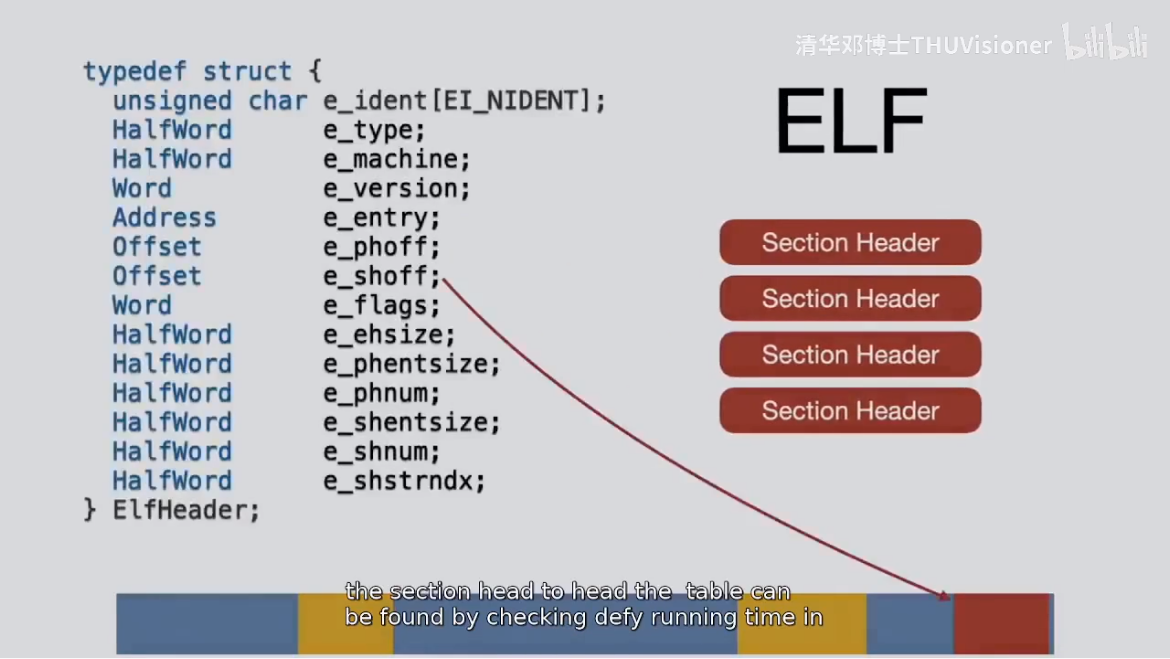 清华邓博士THUVisioner bilibili
typedef struct {
unsigned char e_ident[EI_NIDENT];
HalfWord e_type;
HalfWord e_machine;
Word e_version;
Address e_entry;
Offset e_phoff;
Offset e_shoff;
Word e_flags;
HalfWord e_ehsize;
HalfWord e_phentsize;
HalfWord e_phnum;
HalfWord e_shentsize;
HalfWord e_shnum;
HalfWord e_shstrndx;
} ElfHeader;
ELF
Section Header
Section Header
Section Header
Section Header
the section head to head the table can
be found by checking defy running time in